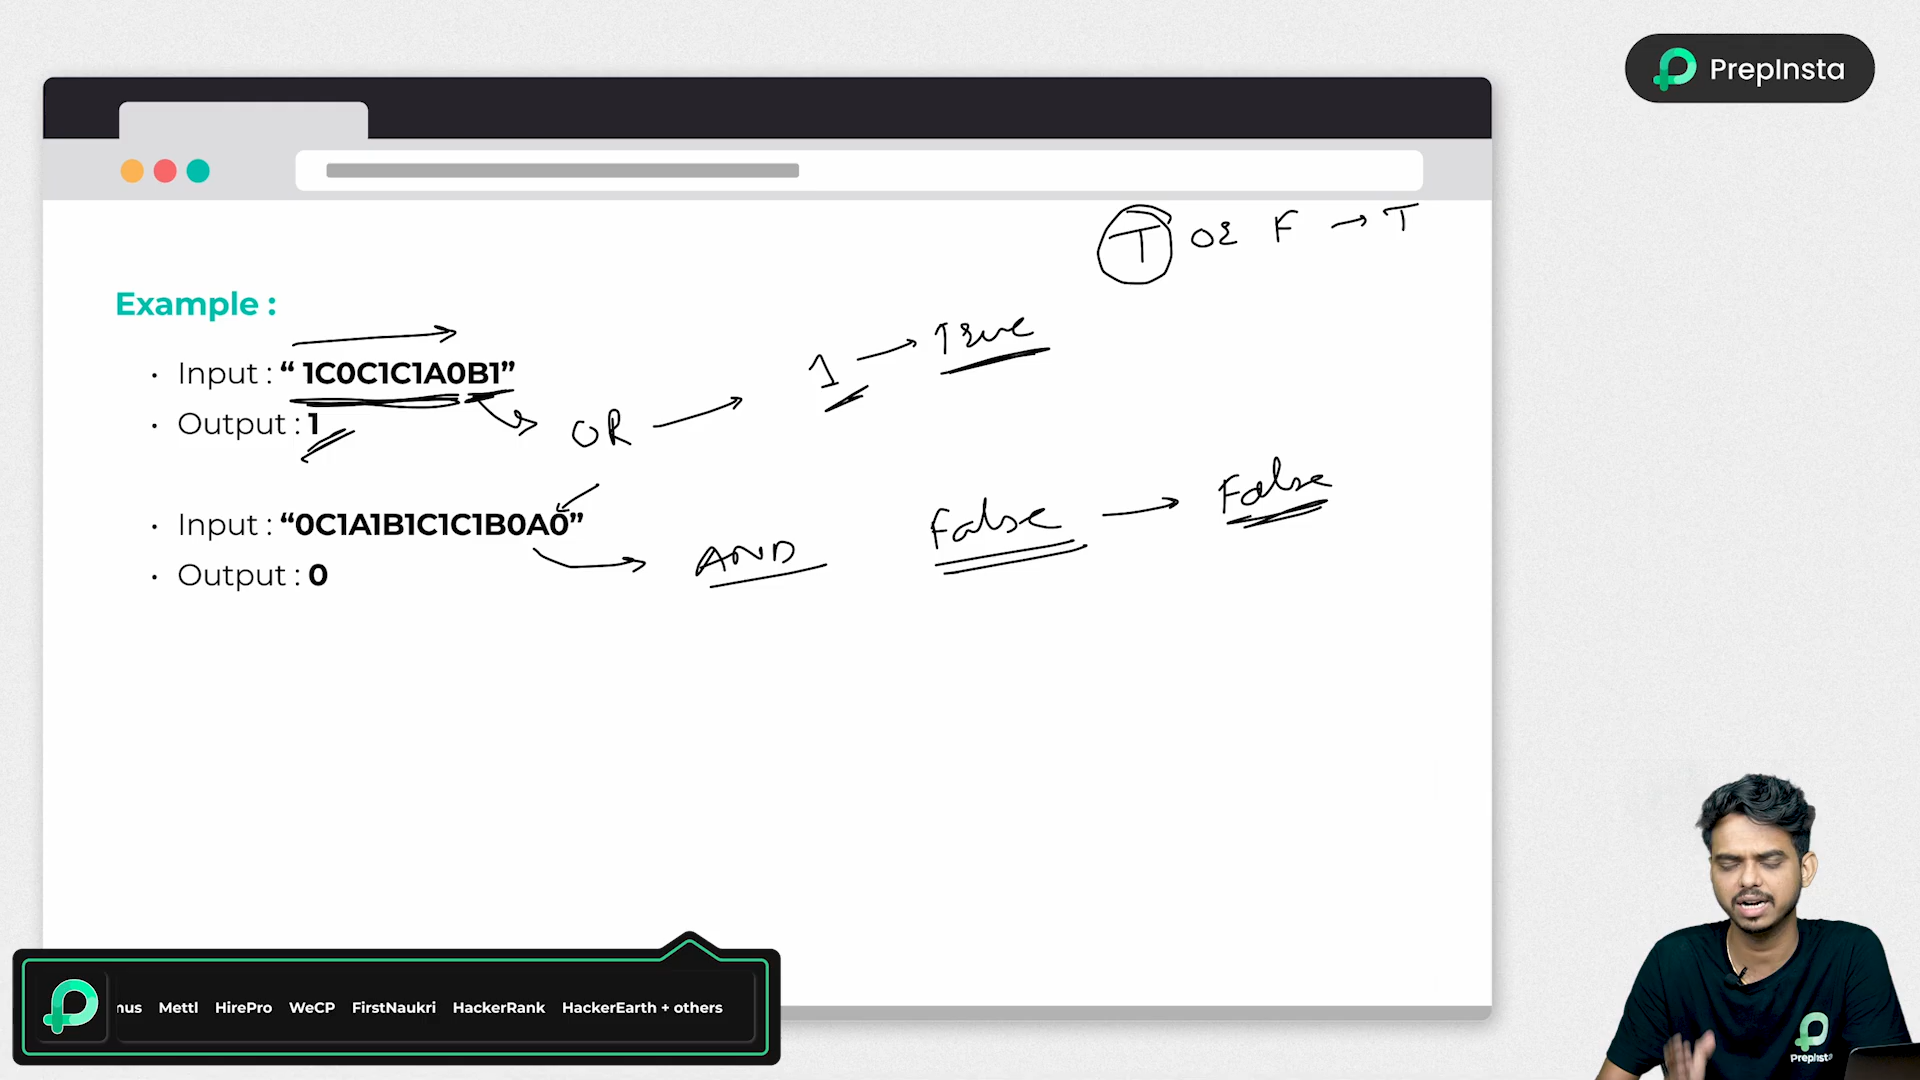 PrepInsta
T or F → T
Example :
1 → True
• Input : “ 1C0C1C1A0B1”
• Output : 1
OR
• Input : “0C1A1B1C1C1B0A0”
AND
False → False
• Output : 0
nus Mettl HirePro WeCP FirstNaukri HackerRank HackerEarth + others
PrepInsta